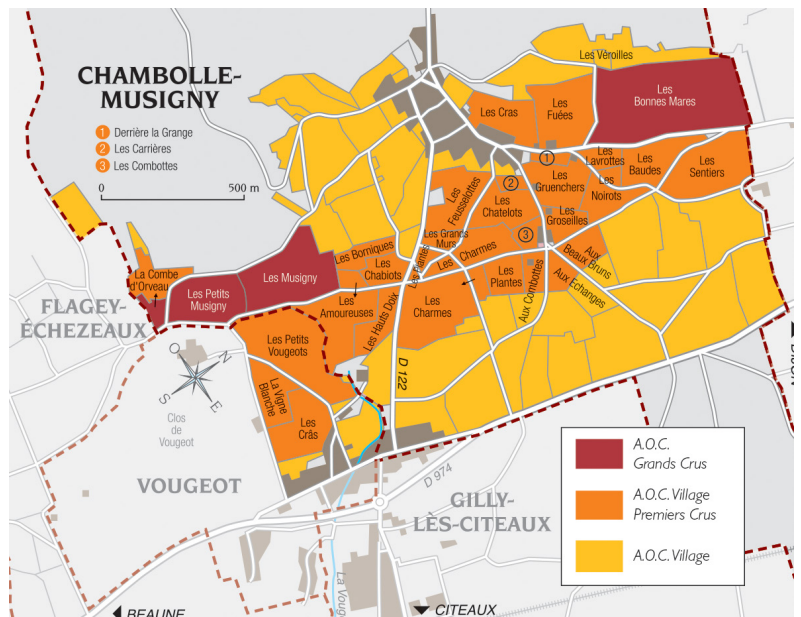 CHAMBOLLE-
MUSIGNY
1 Derrière la Grange
2 Les Carrières
3 Les Combottes
0 500 m
Les Véroilles
Les
Bonnes Mares
Les
Fuées
Les Cras
1
Les
Lavrottes
Les
Baudes
Les
Sentiers
Les
Gruenchers
Les
Noirots
2
Les
Feusselottes
Les
Chatelots
Les
Groseilles
3
Les Grands
Murs
Les Borniques
Les
Chabiots
Les Plantes
Les Charmes
Aux
Beaux Bruns
Aux Echanges
Les
Plantes
Aux Combottes
La Combe
d'Orveau
Les Petits
Musigny
Les Musigny
Les
Amoureuses
Les Hauts Doix
Les
Charmes
FLAGEY-
ÉCHEZEAUX
Les Petits
Vougeots
La Vigne
Blanche
Les
Crâs
O
N
S
E
Clos
de
Vougeot
D 122
DIJON
VOUGEOT
D 974
GILLY-
LÈS-CITEAUX
La Voug
BEAUNE
CITEAUX
A.O.C.
Grands Crus
A.O.C. Village
Premiers Crus
A.O.C. Village